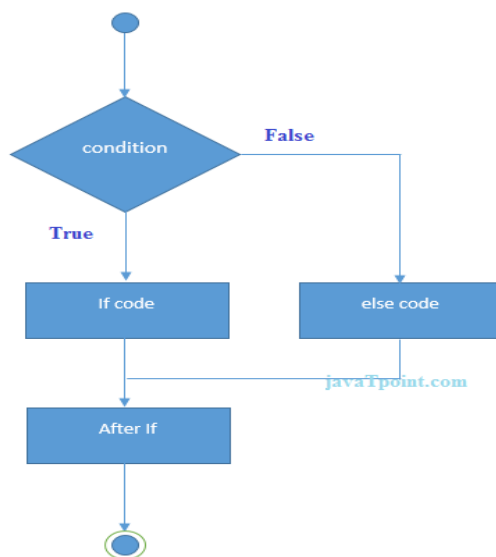 condition
False
True
If code
else code
javaTpoint.com
After If